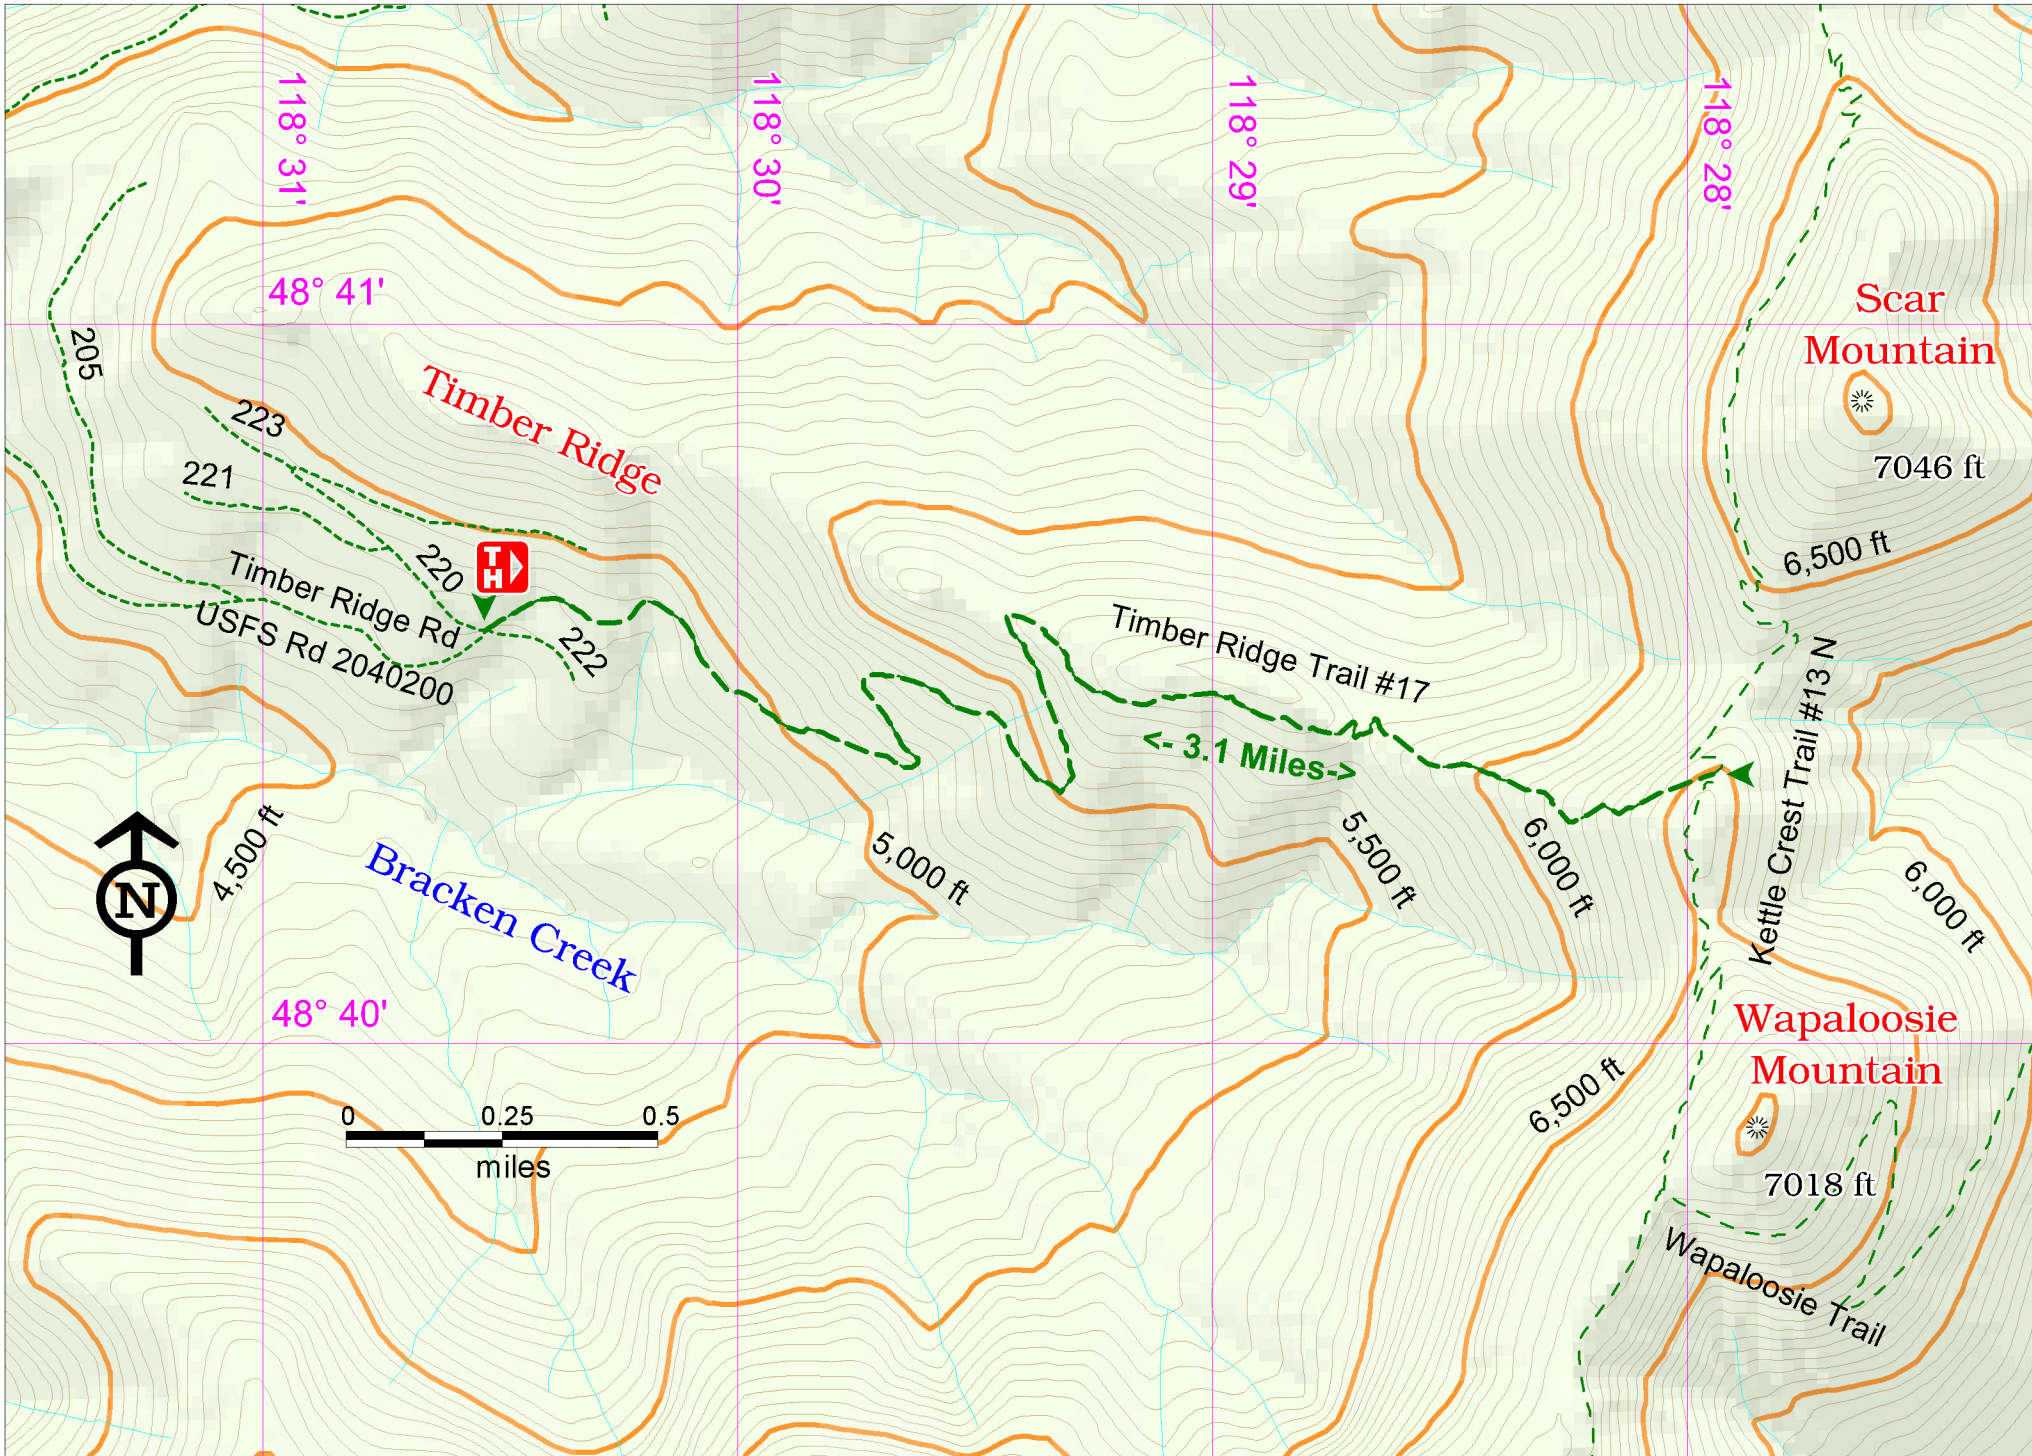 118° 31'
118° 30'
118° 29'
118° 28'
48° 41'
Scar
Mountain
7046 ft
205
223
Timber Ridge
221
220
T
H
6,500 ft
Timber Ridge Rd
USFS Rd 2040200
222
Timber Ridge Trail #17
<- 3.1 Miles->
Kettle Crest Trail #13 N
4,500 ft
5,000 ft
5,500 ft
6,000 ft
6,000 ft
N
Bracken Creek
48° 40'
Wapaloosie
Mountain
6,500 ft
0 0.25 0.5
miles
7018 ft
Wapaloosie Trail